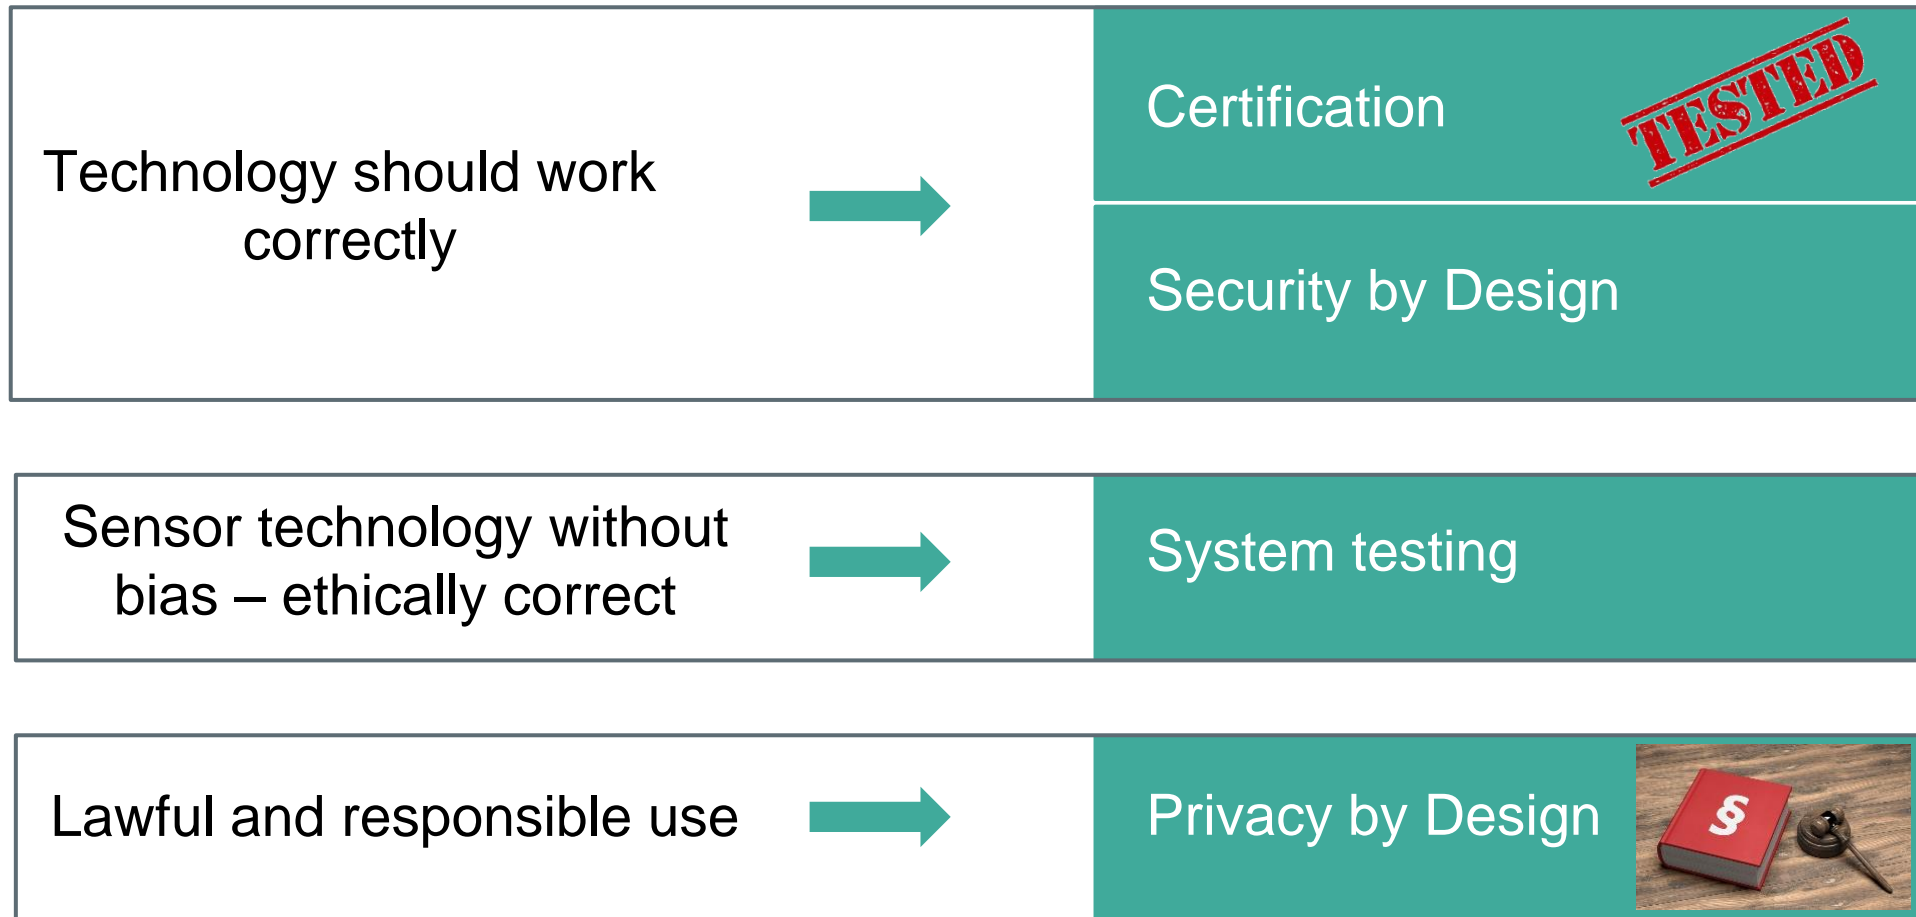 Technology should work
correctly
Certification
TESTED
Security by Design
Sensor technology without
bias – ethically correct
System testing
Lawful and responsible use
Privacy by Design
§